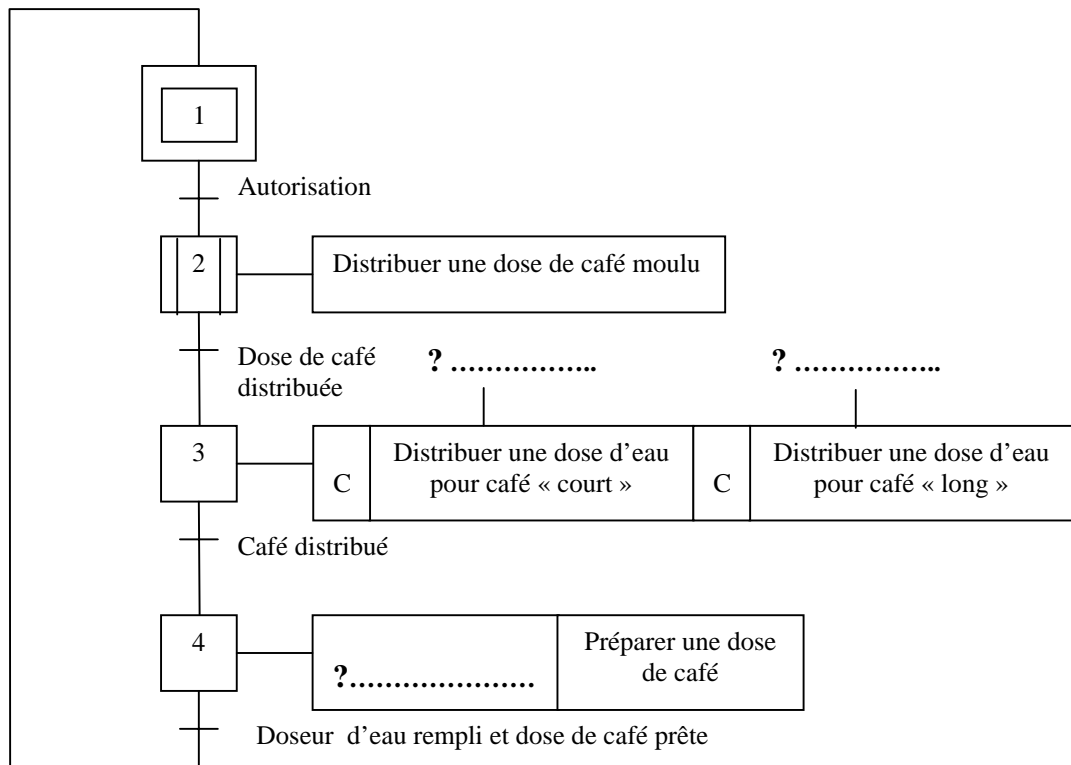 1
Autorisation
2
Distribuer une dose de café moulu
Dose de café
distribuée
? ……………..
? ……………..
3
C
Distribuer une dose d’eau
pour café « court »
C
Distribuer une dose d’eau
pour café « long »
Café distribué
4
?…………………
Préparer une dose
de café
Doseur d’eau rempli et dose de café prête